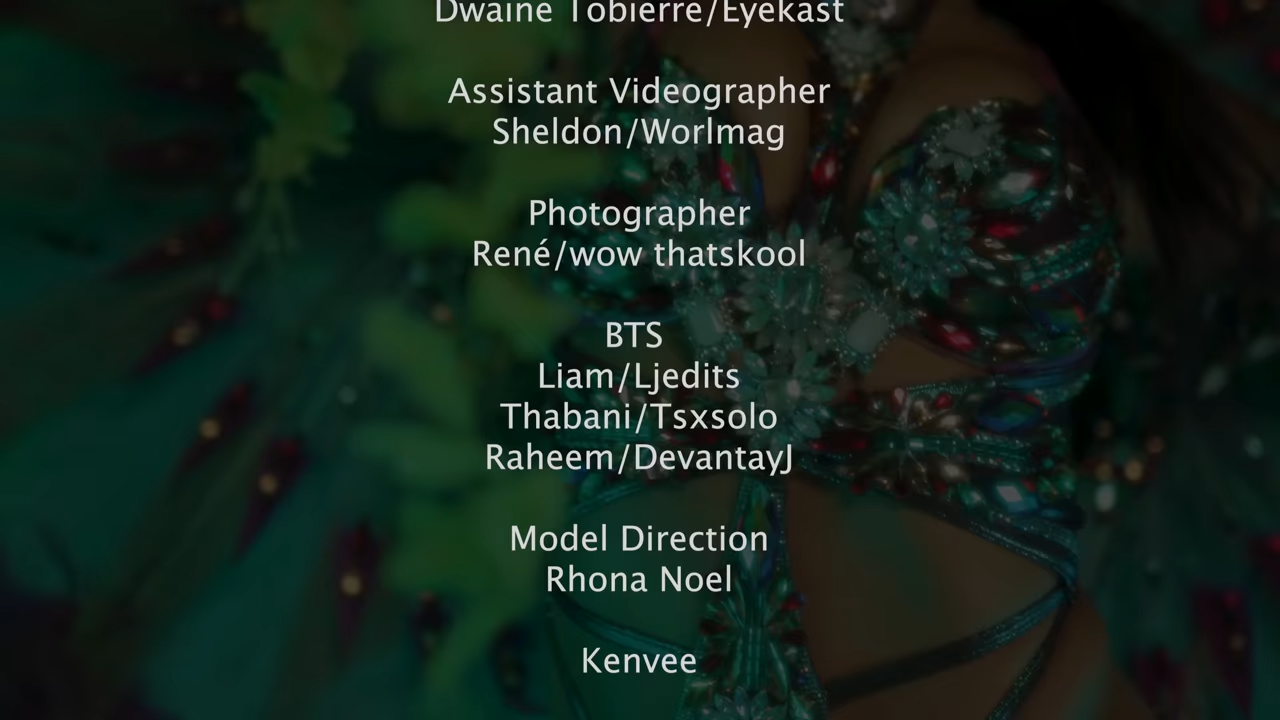 Dwaine Tobierre/Eyekast
Assistant Videographer
Sheldon/WorImag
Photographer
René/wow thatskool
BTS
Liam/Ljedits
Thabani/Tsxsolo
Raheem/DevantayJ
Model Direction
Rhona Noel
Kenvee